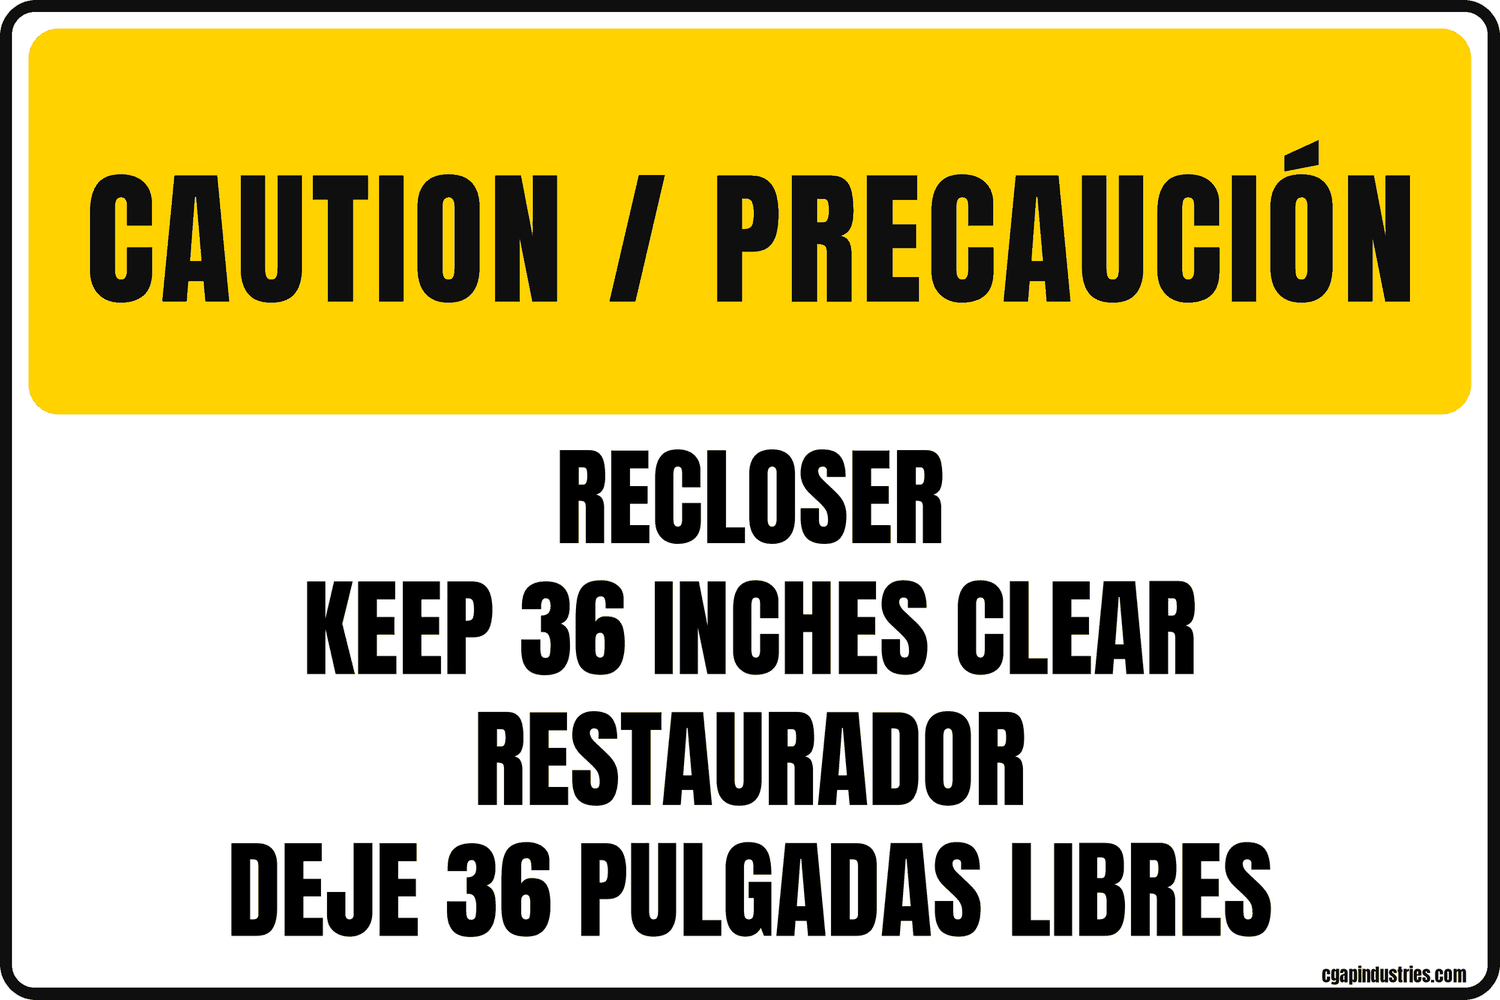 CAUTION / PRECAUCIÓN
RECLOSER
KEEP 36 INCHES CLEAR
RESTAURADOR
DEJE 36 PULGADAS LIBRES
cgapindustries.com